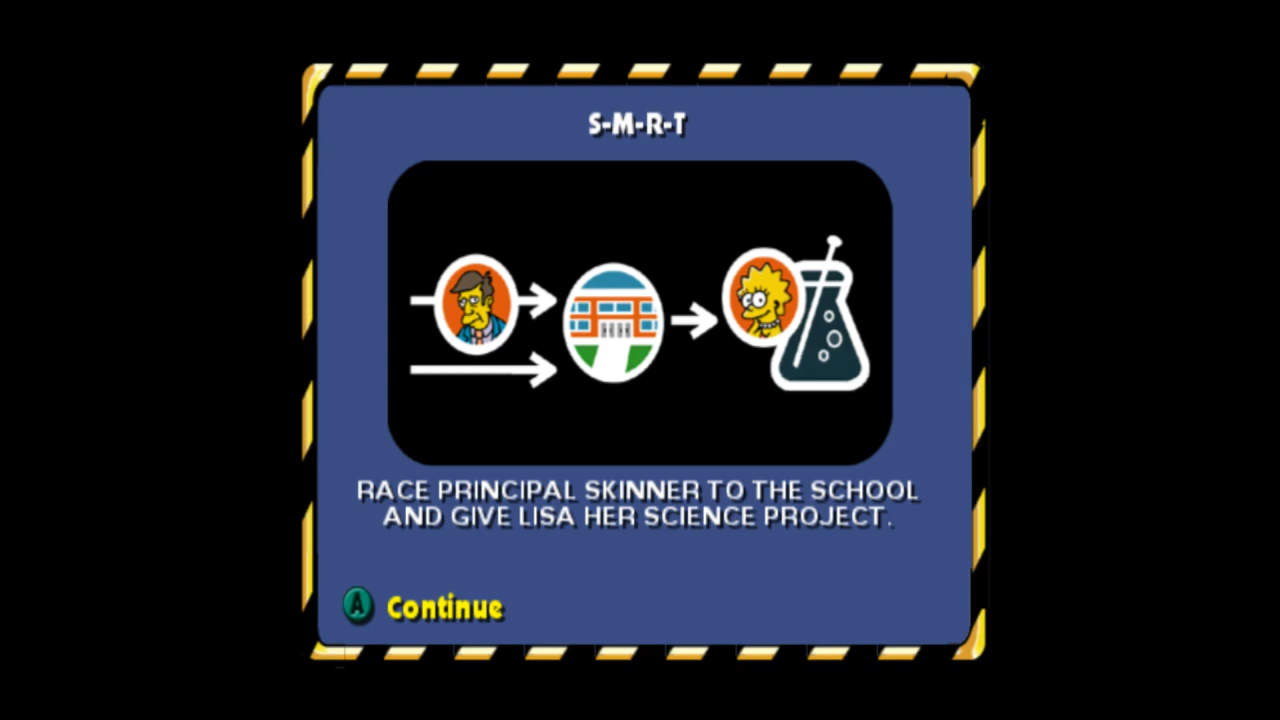 S-M-R-T
RACE PRINCIPAL SKINNER TO THE SCHOOL
AND GIVE LISA HER SCIENCE PROJECT.
A Continue